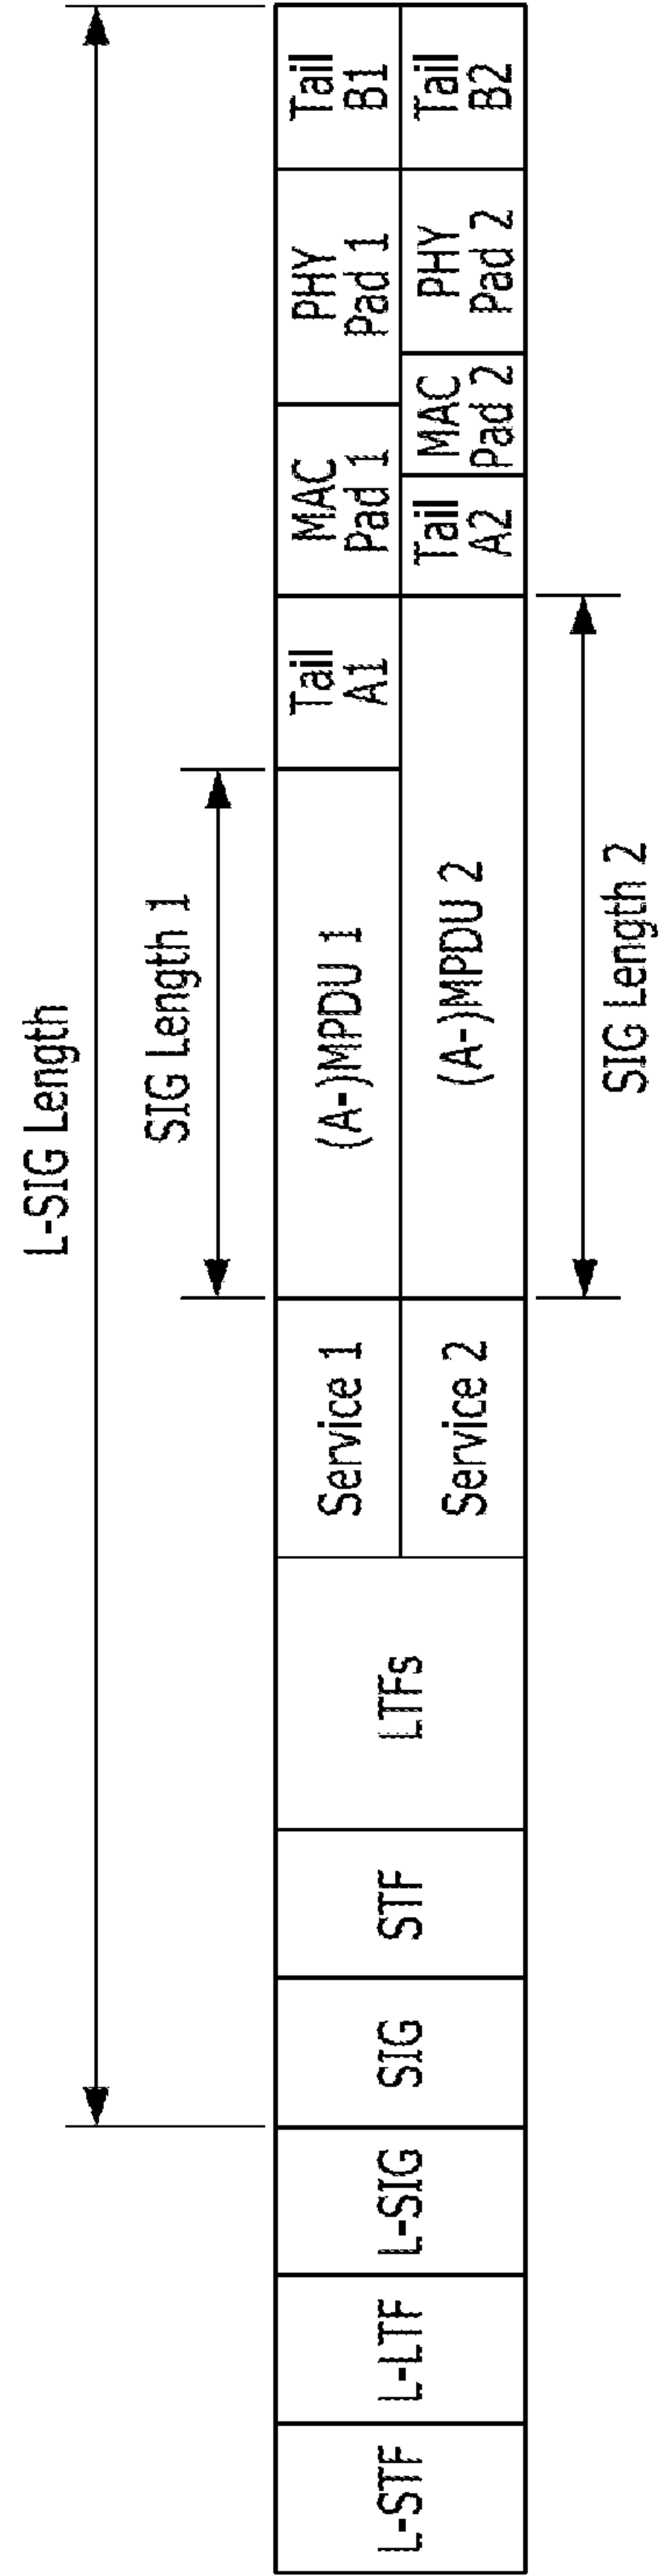 L-SIG Length
SIG Length 1
L-STF
L-LTF
L-SIG
SIG
STF
LTFs
Service 1
(A-)MPDU 1
Tail
A1
MAC
Pad 1
PHY
Pad 1
Tail
B1
Service 2
(A-)MPDU 2
Tail
A2
MAC
Pad 2
PHY
Pad 2
Tail
B2
SIG Length 2